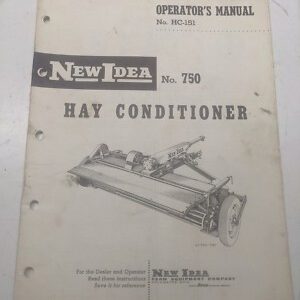 OPERATOR'S MANUAL
No. HC-151
NEW IDEA
No. 750
HAY CONDITIONER
For the Dealer and Operator
Read these instructions
Save it for reference
NEW IDEA
FARM EQUIPMENT COMPANY